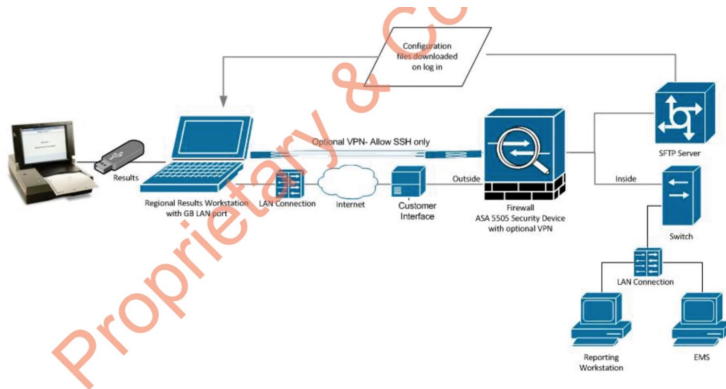 Configuration
files downloaded
on log in
Optional VPN- Allow SSH only
SFTP Server
Results
Regional Results Workstation
with GB LAN port
LAN Connection
Internet
Customer
Interface
Outside
Inside
Firewall
ASA 5505 Security Device
with optional VPN
Switch
LAN Connection
Reporting
Workstation
EMS
Proprietary & Co